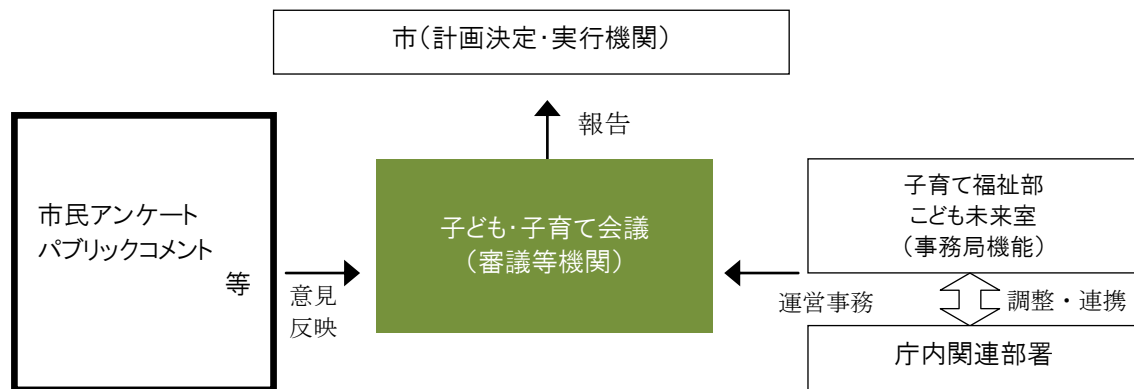 市（計画決定・実行機関）
報告
市民アンケート
パブリックコメント
等
意見
反映
子ども・子育て会議
（審議等機関）
運営事務
子育て福祉部
こども未来室
（事務局機能）
調整・連携
庁内関連部署